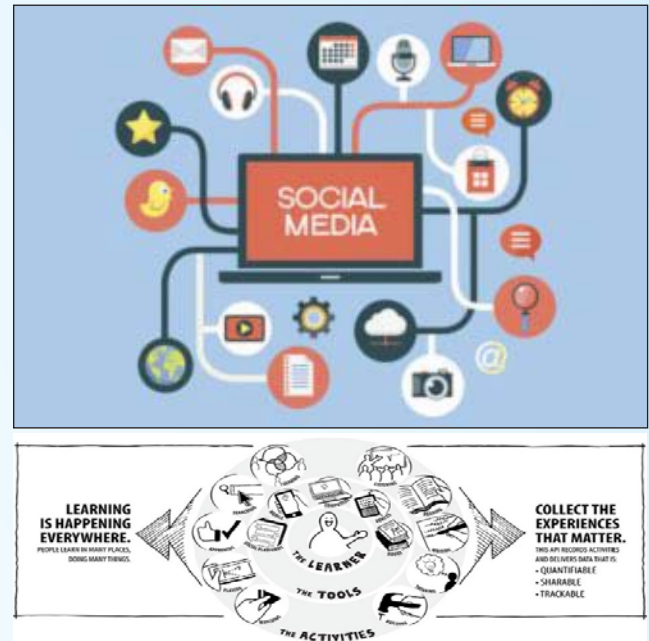 SOCIAL
MEDIA
@
LEARNING
IS HAPPENING
EVERYWHERE.
PEOPLE LEARN IN MANY PLACES,
DOING MANY THINGS.
THE LEARNER
THE TOOLS
THE ACTIVITIES
COLLECT THE
EXPERIENCES
THAT MATTER.
THIS API RECORDS ACTIVITIES
AND DELIVERS DATA THAT IS:
• QUANTIFIABLE
• SHARABLE
• TRACKABLE